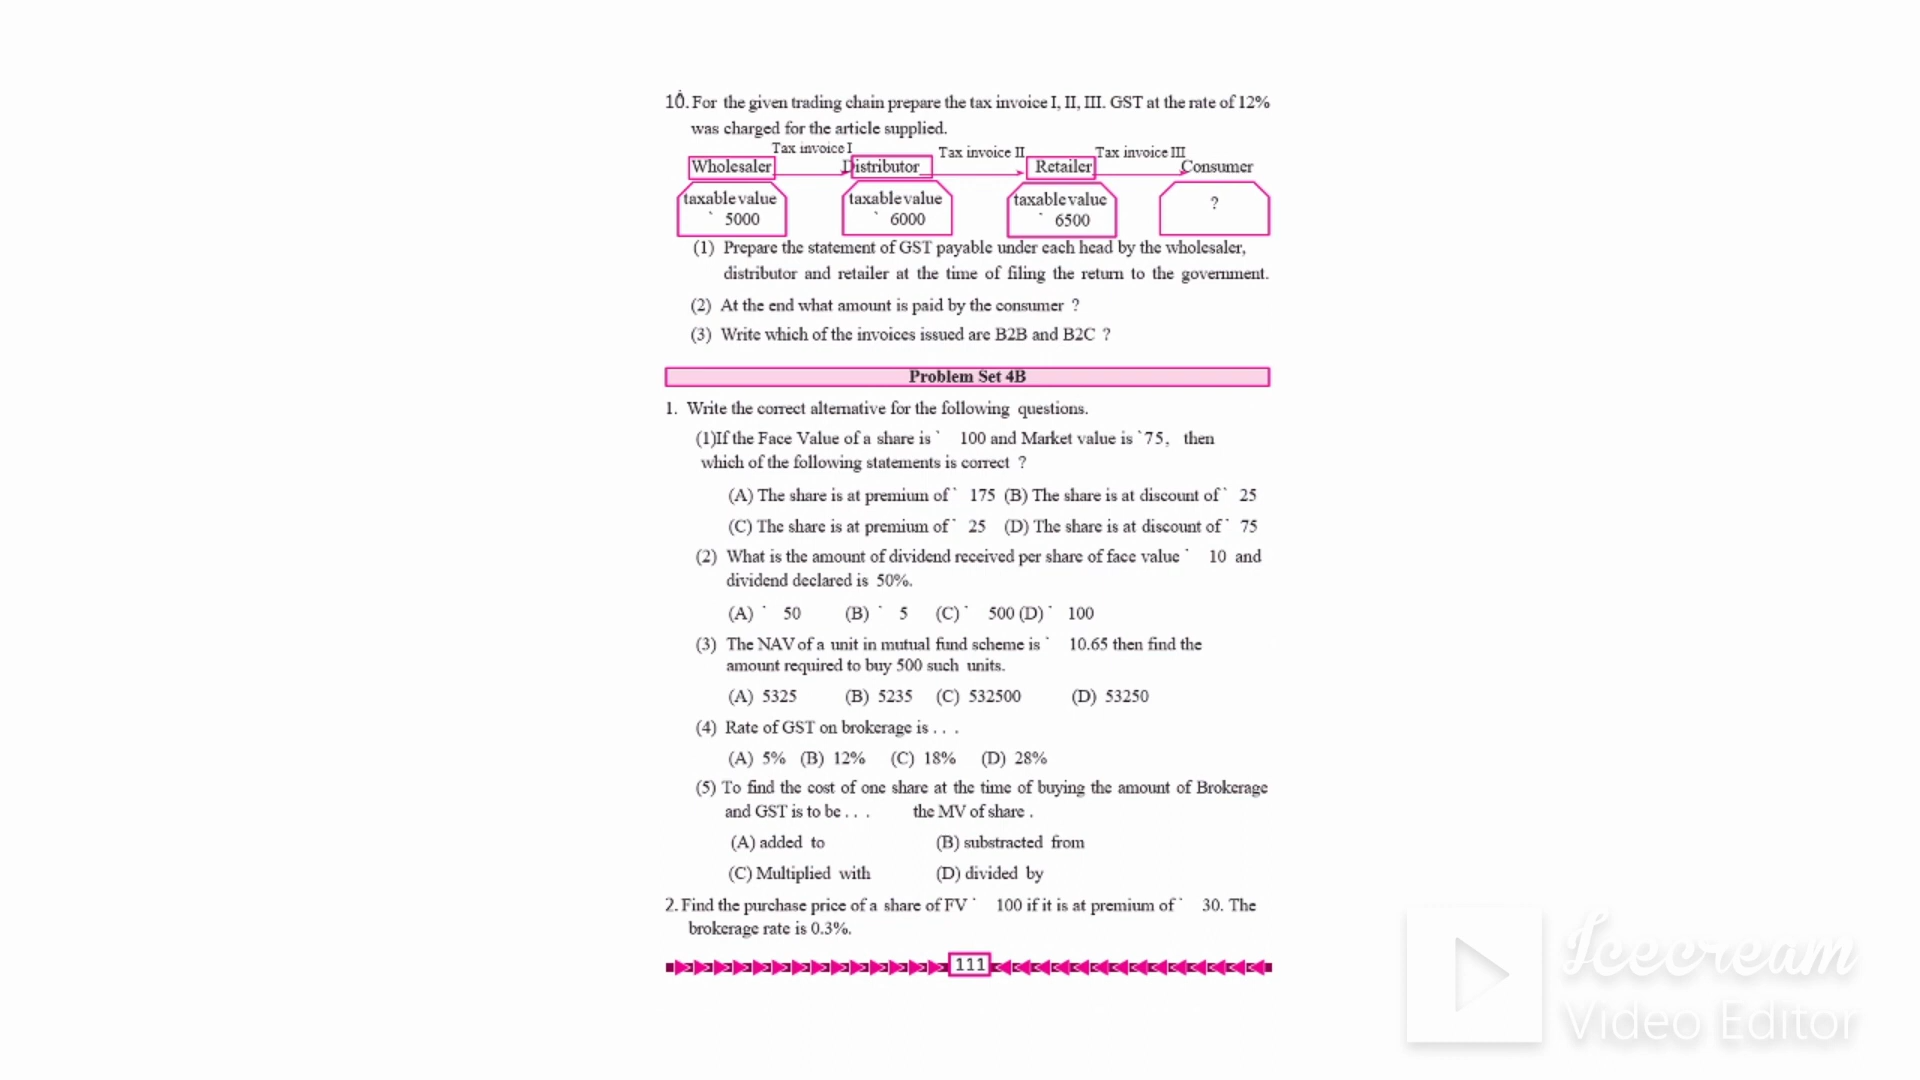 10. For the given trading chain prepare the tax invoice I, II, III. GST at the rate of 12%
was charged for the article supplied.
Tax invoice I Tax invoice II Tax invoice III
Wholesaler Distributor Retailer Consumer
taxable value taxable value taxable value ?
` 5000 ` 6000 ` 6500
(1) Prepare the statement of GST payable under each head by the wholesaler,
distributor and retailer at the time of filing the return to the government.
(2) At the end what amount is paid by the consumer ?
(3) Write which of the invoices issued are B2B and B2C ?
Problem Set 4B
1. Write the correct alternative for the following questions.
(1)If the Face Value of a share is ` 100 and Market value is `75, then
which of the following statements is correct ?
(A) The share is at premium of ` 175 (B) The share is at discount of ` 25
(C) The share is at premium of ` 25 (D) The share is at discount of ` 75
(2) What is the amount of dividend received per share of face value ` 10 and
dividend declared is 50%.
(A) ` 50 (B) ` 5 (C) ` 500 (D) ` 100
(3) The NAV of a unit in mutual fund scheme is ` 10.65 then find the
amount required to buy 500 such units.
(A) 5325 (B) 5235 (C) 532500 (D) 53250
(4) Rate of GST on brokerage is . . .
(A) 5% (B) 12% (C) 18% (D) 28%
(5) To find the cost of one share at the time of buying the amount of Brokerage
and GST is to be . . . the MV of share .
(A) added to (B) substracted from
(C) Multiplied with (D) divided by
2. Find the purchase price of a share of FV ` 100 if it is at premium of ` 30. The
brokerage rate is 0.3%.
111
Icecream
Video Editor